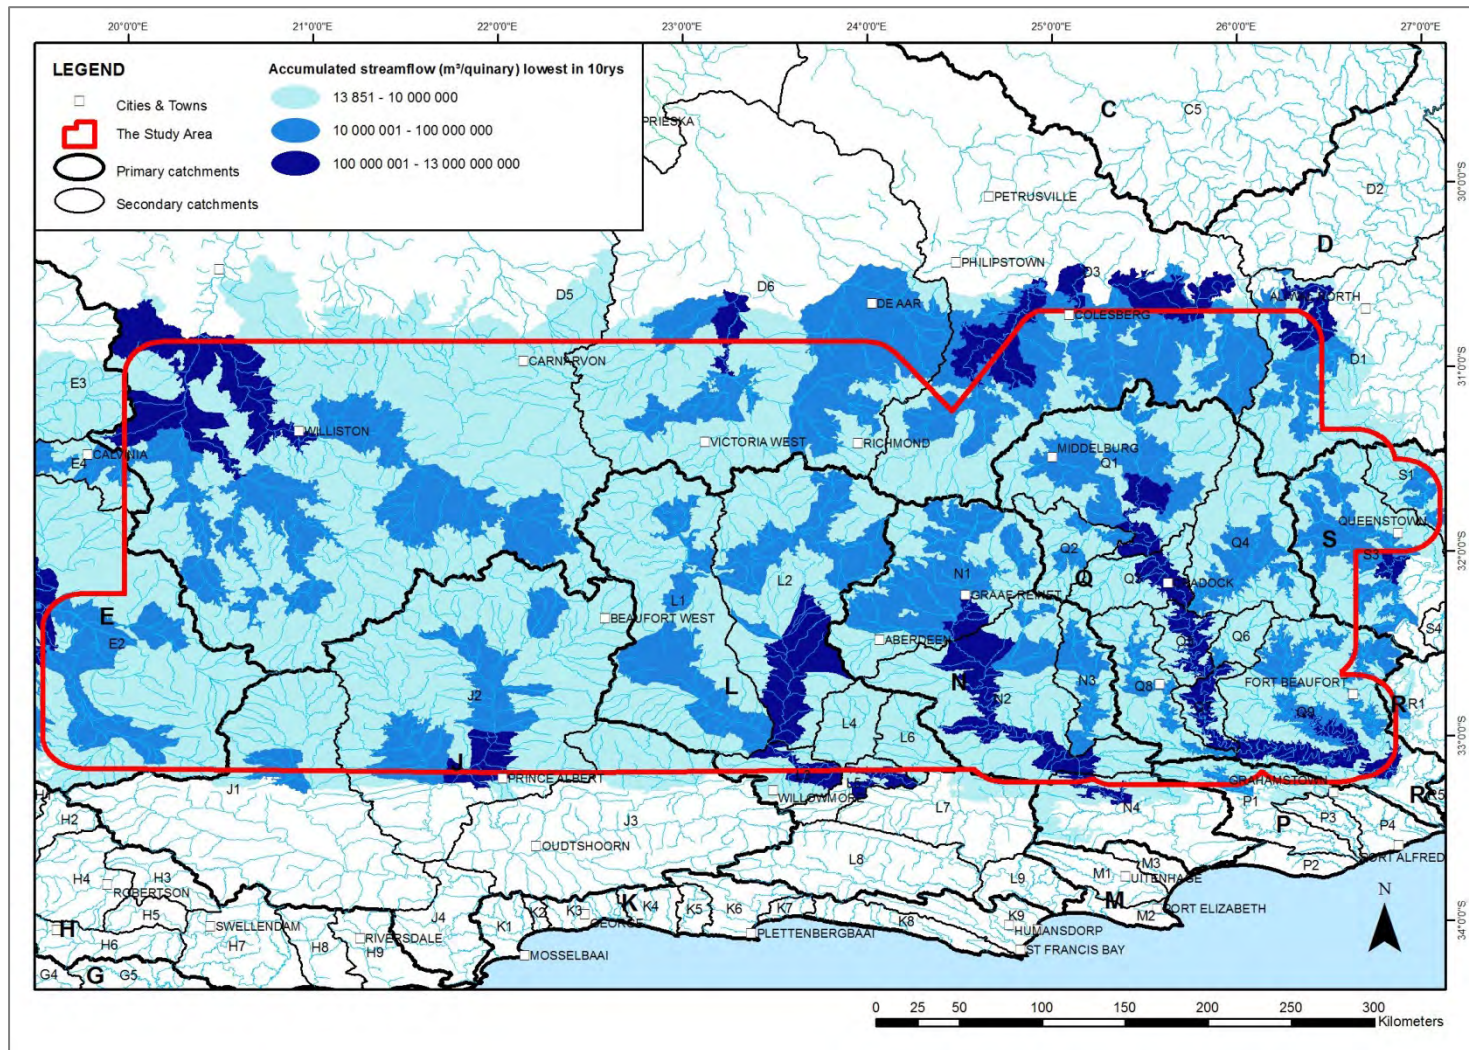 20°0'0"E 21°0'0"E 22°0'0"E 23°0'0"E 24°0'0"E 25°0'0"E 26°0'0"E 27°0'0"E
LEGEND
Cities & Towns
The Study Area
Primary catchments
Secondary catchments
Accumulated streamflow (m³/quinary) lowest in 10rys
13 851 - 10 000 000
10 000 001 - 100 000 000
100 000 001 - 13 000 000 000
PRIESKA
C
C5
30°0'0"S
D2
PETRUSVILLE
D
PHILIPSTOWN
D3
D6
D5
DE AAR
ALIWAL NORTH
COLESBERG
CARNARVON
D1
31°0'0"S
E3
WILLISTON
VICTORIA WEST
RICHMOND
MIDDELBURG
Q1
CALVINIA
E4
S1
QUEENSTOWN
S
32°0'0"S
Q2
Q4
S3
L2
N1
Q
CRADOCK
GRAAF REINET
L1
BEAUFORT WEST
E
E2
ABERDEEN
Q6
S4
L
J2
N
N2
N3
Q8
FORT BEAUFORT
Q9
R
R1
L4
L6
33°0'0"S
J
PRINCE ALBERT
WILLOWMORE
GRAHAMSTOWN
J1
L7
N4
P1
R
R5
H1
H2
J3
P
P3
P4
OUDTSHOORN
PORT ALFRED
L8
P2
H4
H3
ROBERTSON
L9
M1
M3
UITENHAGE
M
M2
PORT ELIZABETH
H5
H
H6
SWELLENDAM
H7
H8
RIVERSDALE
H9
J4
K1
K2
K3
GEORGE
K
K4
K5
K6
K7
K8
K9
HUMANSDORP
PLETTENBERGBAAI
ST FRANCIS BAY
MOSSELBAAI
34°0'0"S
N
G4
G
G5
0 25 50 100 150 200 250 300
Kilometers